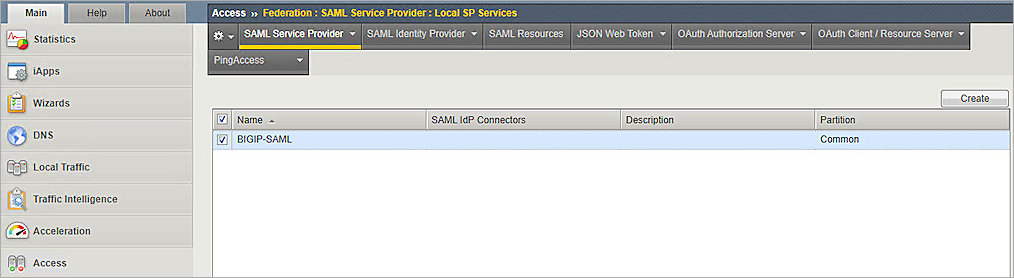 Main Help About
Access » Federation : SAML Service Provider : Local SP Services
SAML Service Provider SAML Identity Provider SAML Resources JSON Web Token OAuth Authorization Server OAuth Client / Resource Server
PingAccess
Statistics
iApps
Wizards
DNS
Local Traffic
Traffic Intelligence
Acceleration
Access
Create
Name SAML IdP Connectors Description Partition
BIGIP-SAML Common